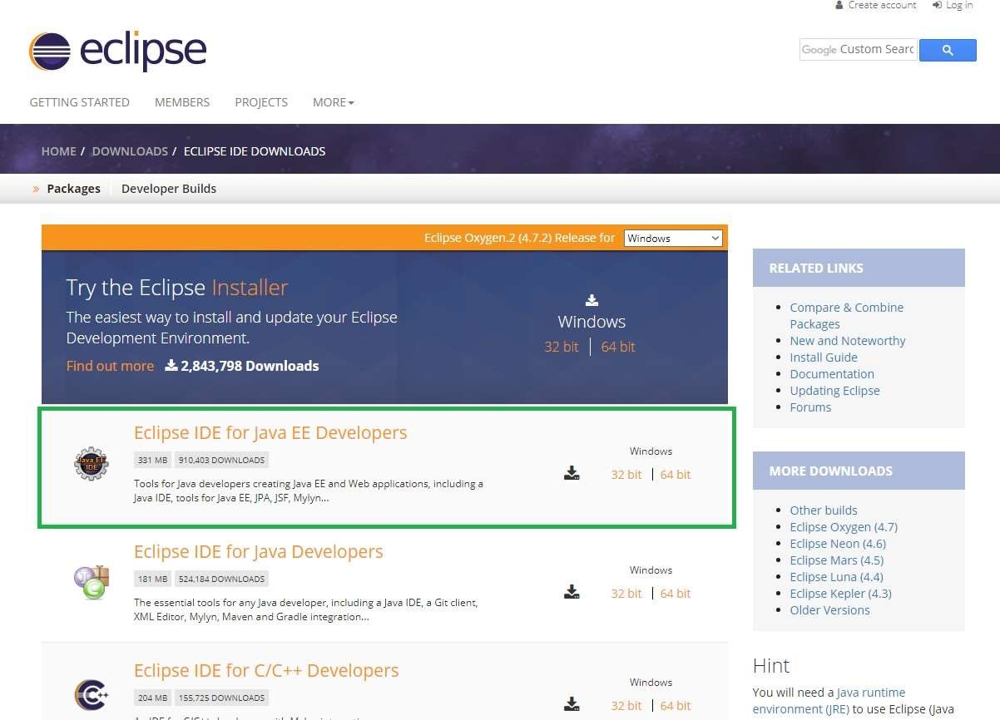 Create account Log in
eclipse
Google Custom Searc
GETTING STARTED MEMBERS PROJECTS MORE
HOME / DOWNLOADS / ECLIPSE IDE DOWNLOADS
» Packages Developer Builds
Eclipse Oxygen.2 (4.7.2) Release for Windows
Try the Eclipse Installer
The easiest way to install and update your Eclipse
Development Environment.
Find out more 2,843,798 Downloads
Windows
32 bit | 64 bit
Eclipse IDE for Java EE Developers
331 MB 910,403 DOWNLOADS
Tools for Java developers creating Java EE and Web applications, including a
Java IDE, tools for Java EE, JPA, JSF, Mylyn...
Java EE
IDE
Windows
32 bit | 64 bit
Eclipse IDE for Java Developers
181 MB 524,184 DOWNLOADS
The essential tools for any Java developer, including a Java IDE, a Git client,
XML Editor, Mylyn, Maven and Gradle integration...
Windows
32 bit | 64 bit
Eclipse IDE for C/C++ Developers
204 MB 155,725 DOWNLOADS
C++
Windows
32 bit | 64 bit
RELATED LINKS
Compare & Combine
Packages
New and Noteworthy
Install Guide
Documentation
Updating Eclipse
Forums
MORE DOWNLOADS
Other builds
Eclipse Oxygen (4.7)
Eclipse Neon (4.6)
Eclipse Mars (4.5)
Eclipse Luna (4.4)
Eclipse Kepler (4.3)
Older Versions
Hint
You will need a Java runtime
environment (JRE) to use Eclipse (Java